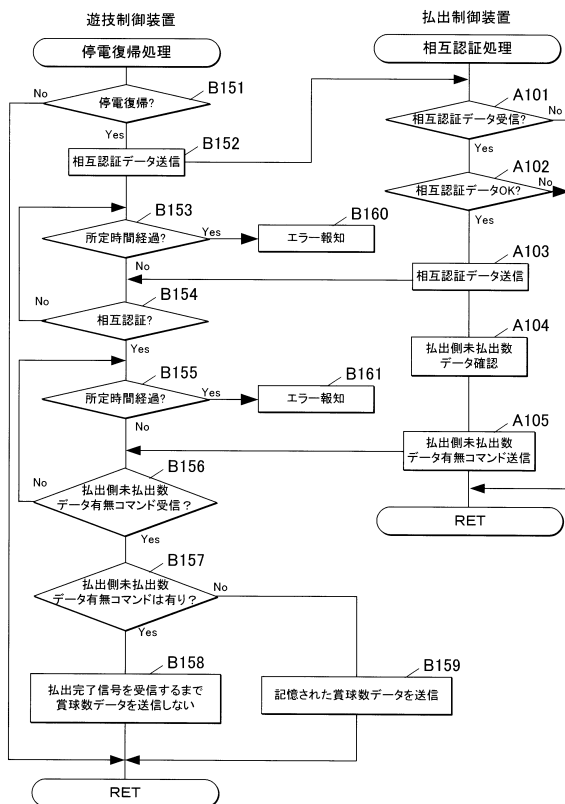 遊技制御装置
停電復帰処理
B151
停電復帰?
No
Yes
B152
相互認証データ送信
B153
所定時間経過?
Yes
No
B160
エラー報知
B154
相互認証?
No
Yes
B155
所定時間経過?
Yes
No
B161
エラー報知
B156
払出側未払出数
データ有無コマンド受信?
No
Yes
B157
払出側未払出数
データ有無コマンドは有り?
No
Yes
B158
払出完了信号を受信するまで
賞球数データを送信しない
B159
記憶された賞球数データを送信
RET
払出制御装置
相互認証処理
A101
相互認証データ受信?
No
Yes
A102
相互認証データOK?
No
Yes
A103
相互認証データ送信
A104
払出側未払出数
データ確認
A105
払出側未払出数
データ有無コマンド送信
RET